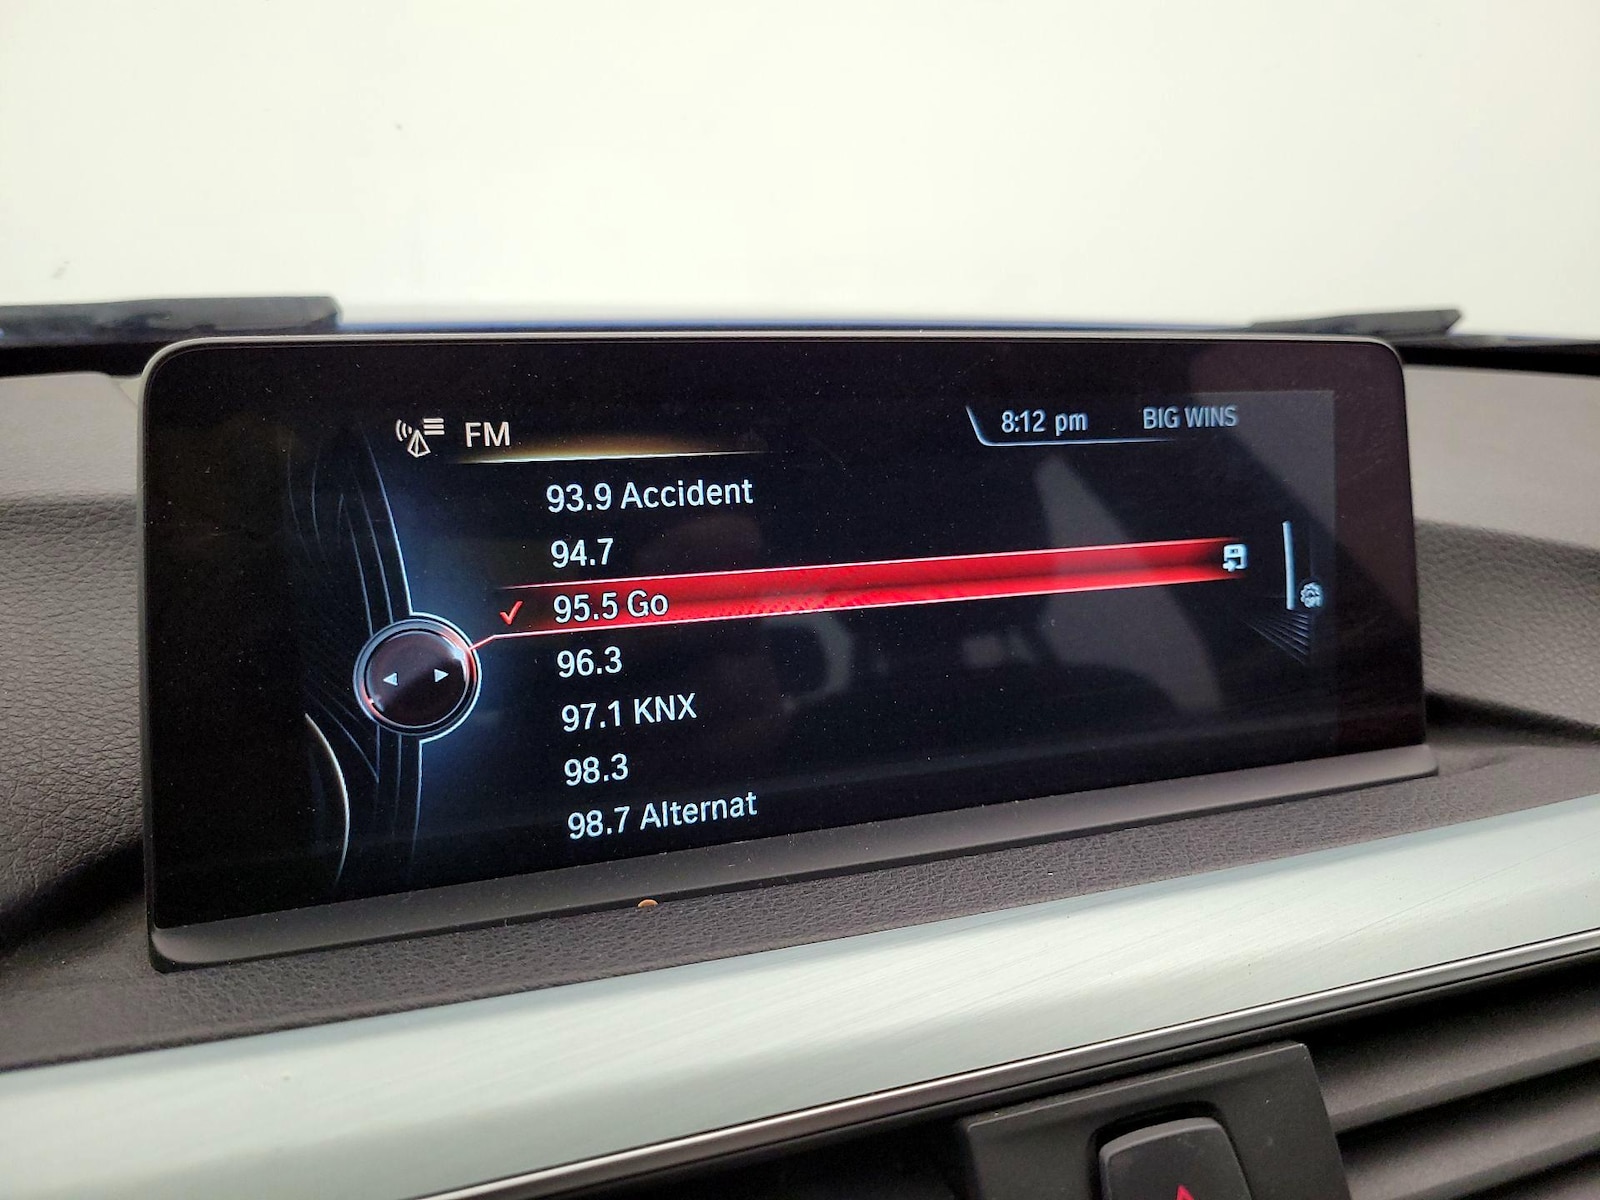 FM
8:12 pm
BIG WINS
93.9 Accident
94.7
95.5 Go
96.3
97.1 KNX
98.3
98.7 Alternat